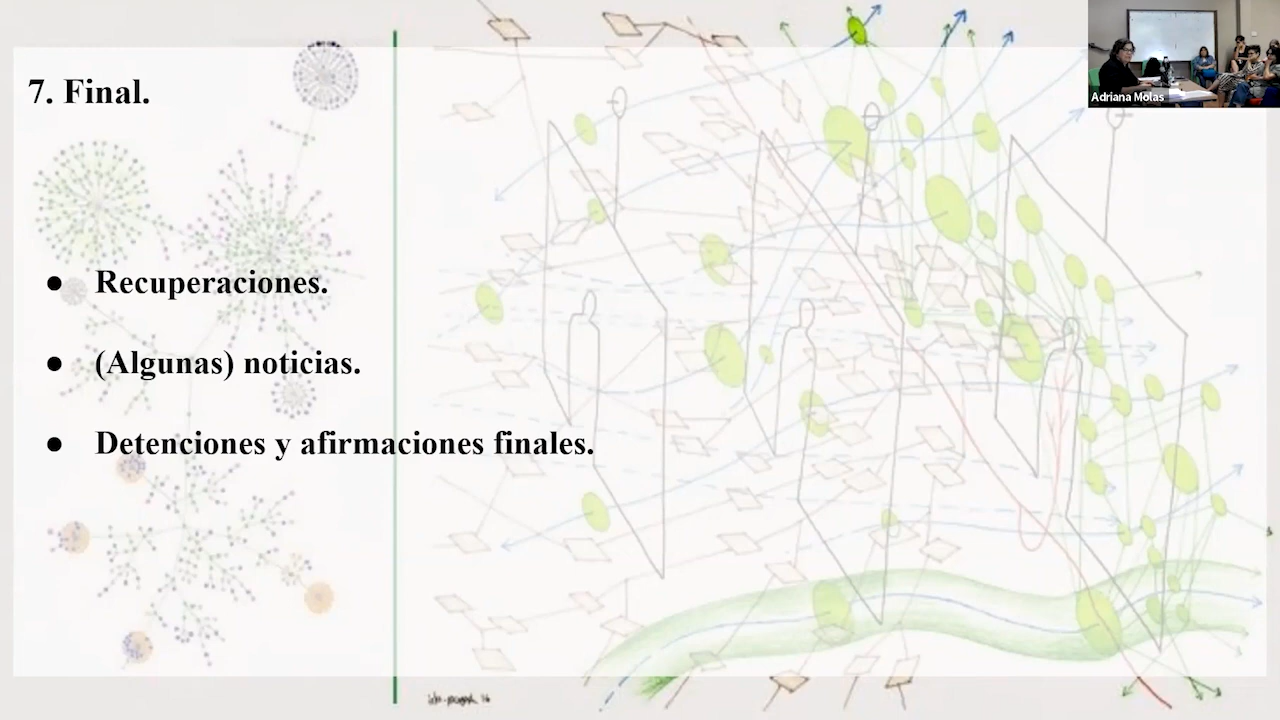 7. Final.
Adriana Molas
● Recuperaciones.
● (Algunas) noticias.
● Detenciones y afirmaciones finales.